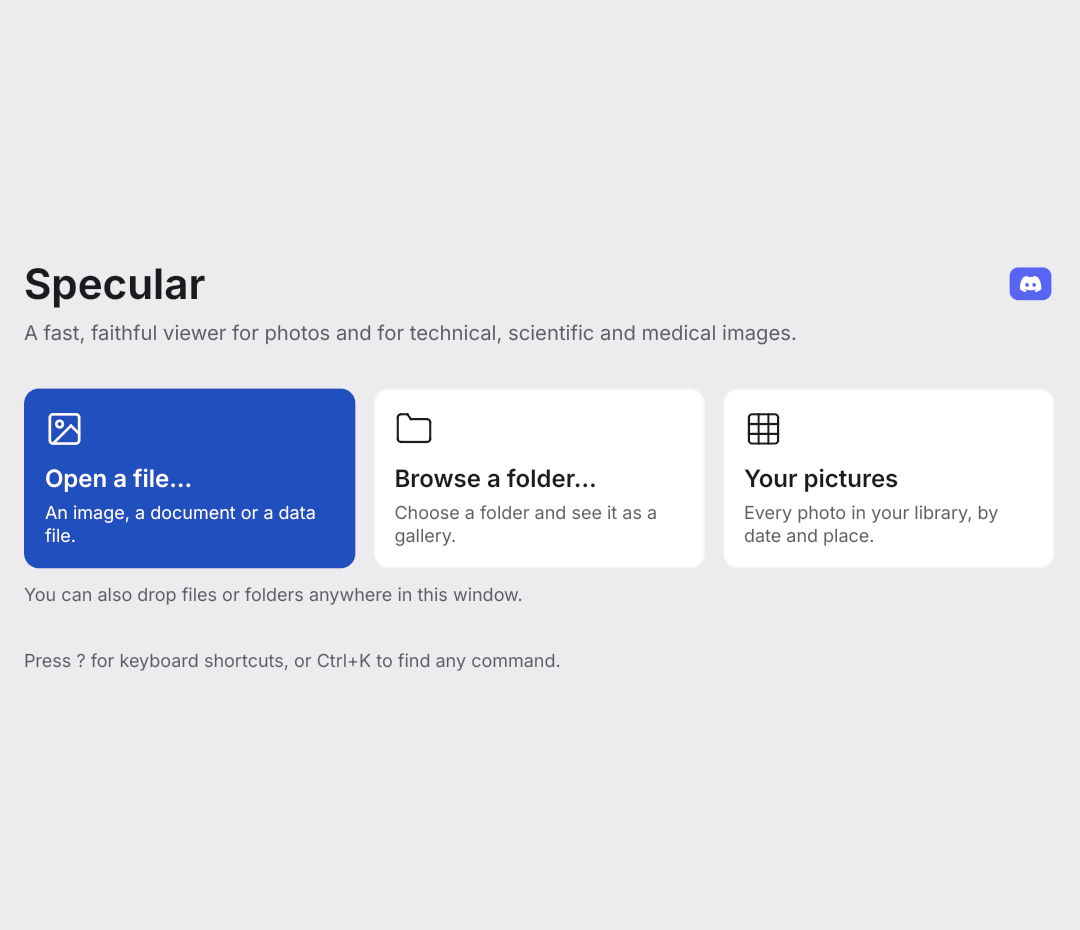 Specular
A fast, faithful viewer for photos and for technical, scientific and medical images.
Open a file...
An image, a document or a data
file.
Browse a folder...
Choose a folder and see it as a
gallery.
Your pictures
Every photo in your library, by
date and place.
You can also drop files or folders anywhere in this window.
Press ? for keyboard shortcuts, or Ctrl+K to find any command.